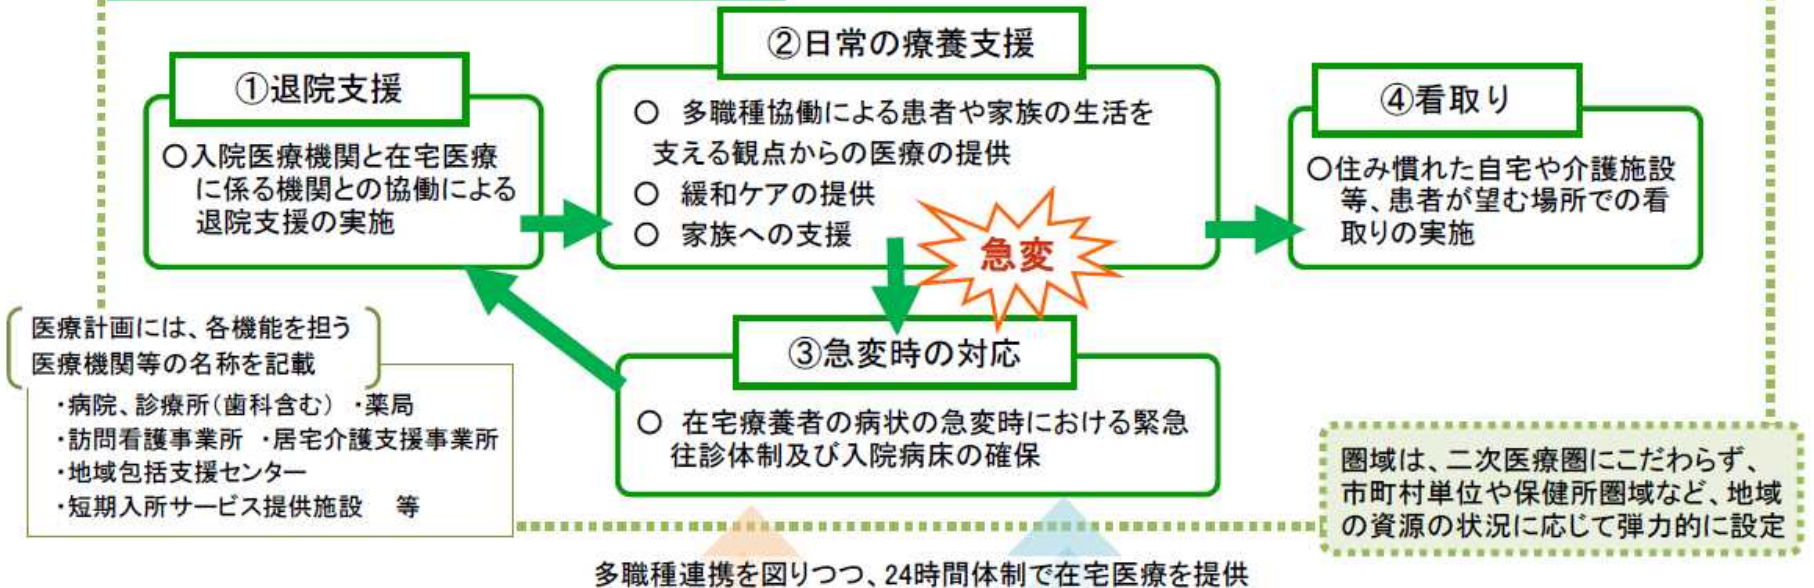 ①退院支援
○入院医療機関と在宅医療
に係る機関との協働による
退院支援の実施
②日常の療養支援
○ 多職種協働による患者や家族の生活を
支える観点からの医療の提供
○ 緩和ケアの提供
○ 家族への支援
急変
④看取り
○住み慣れた自宅や介護施設
等、患者が望む場所での看
取りの実施
③急変時の対応
○ 在宅療養者の病状の急変時における緊急
往診体制及び入院病床の確保
医療計画には、各機能を担う
医療機関等の名称を記載
・病院、診療所(歯科含む) ・薬局
・訪問看護事業所 ・居宅介護支援事業所
・地域包括支援センター
・短期入所サービス提供施設 等
圏域は、二次医療圏にこだわらず、
市町村単位や保健所圏域など、地域
の資源の状況に応じて弾力的に設定
多職種連携を図りつつ、24時間体制で在宅医療を提供